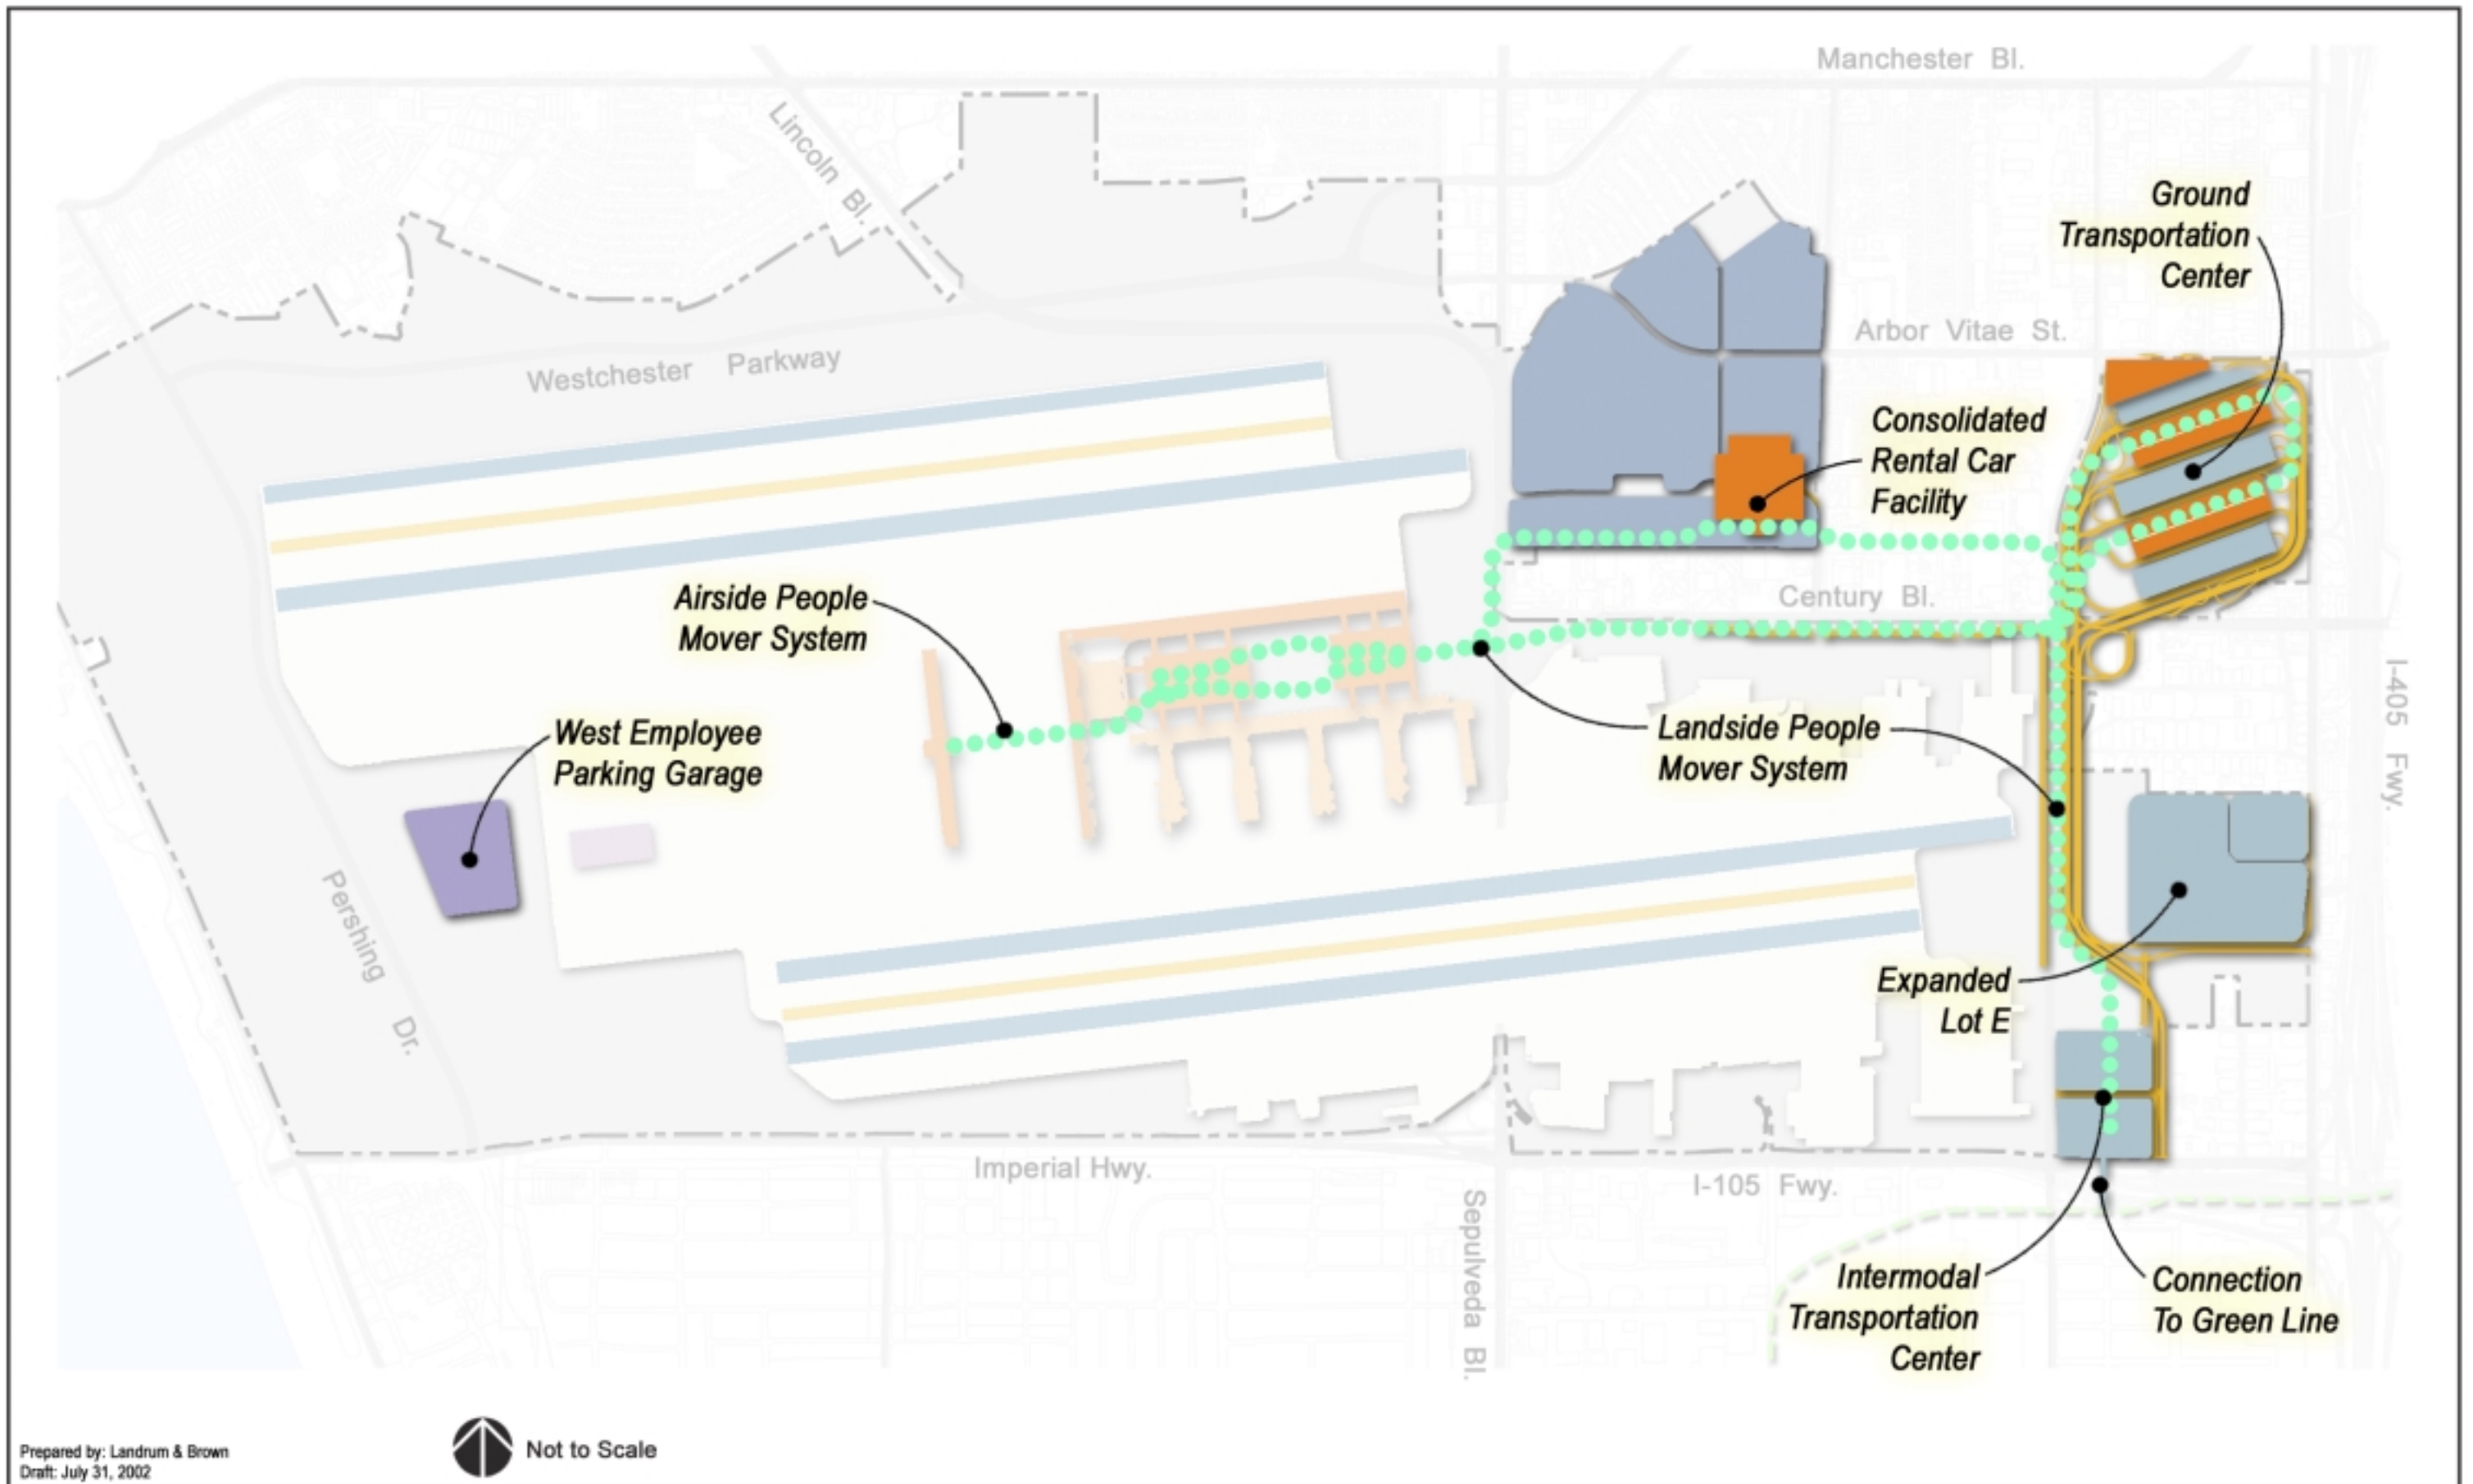 Manchester Bl.
Lincoln Bl.
Ground
Transportation
Center
Arbor Vitae St.
Westchester Parkway
Consolidated
Rental Car
Facility
Airside People
Mover System
Century Bl.
I-405 Fwy.
West Employee
Parking Garage
Landside People
Mover System
Pershing Dr.
Expanded
Lot E
Imperial Hwy.
I-105 Fwy.
Sepulveda Bl.
Intermodal
Transportation
Center
Connection
To Green Line
Prepared by: Landrum & Brown
Draft: July 31, 2002
Not to Scale